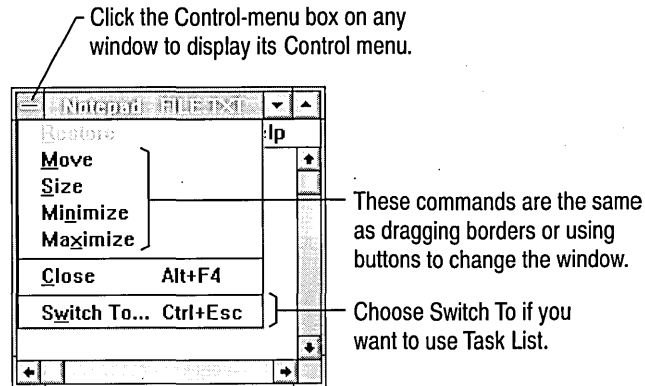 Click the Control-menu box on any
window to display its Control menu.
Notepad - FILE.TXT
Restore
lp
Move
Size
Minimize
Maximize
Close Alt+F4
Switch To... Ctrl+Esc
These commands are the same
as dragging borders or using
buttons to change the window.
Choose Switch To if you
want to use Task List.